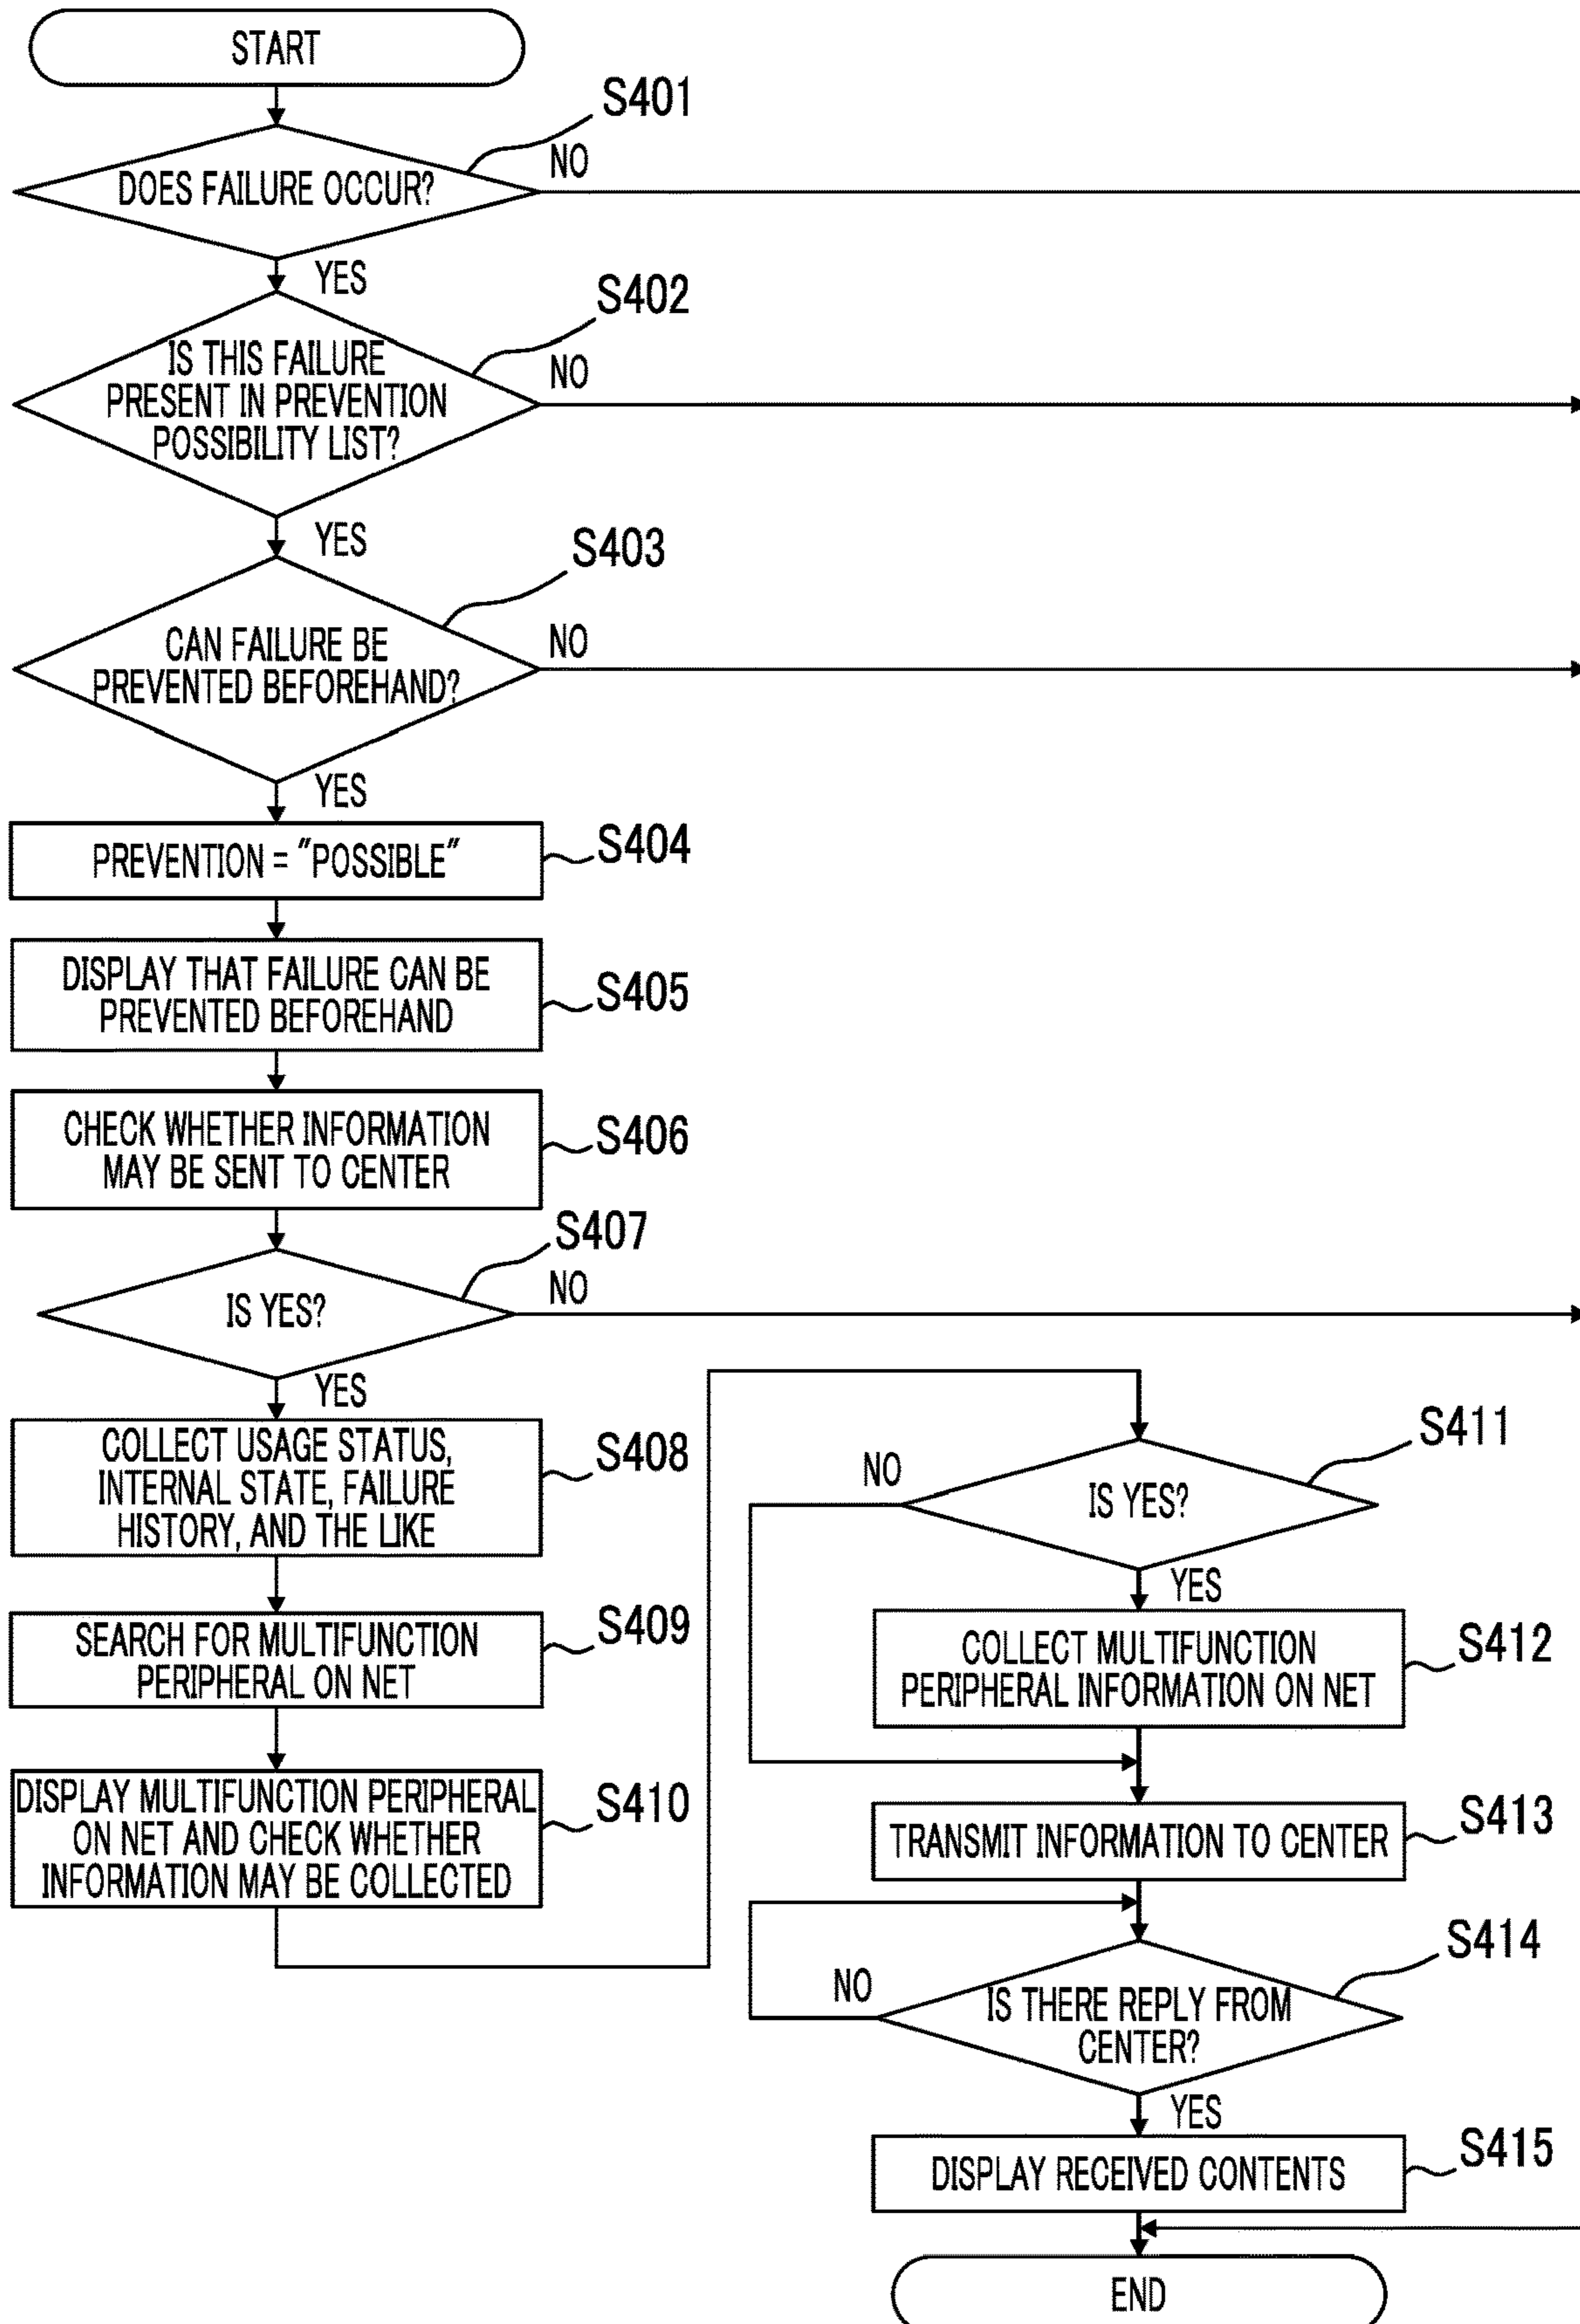 START
S401
DOES FAILURE OCCUR?
NO
YES
S402
IS THIS FAILURE
PRESENT IN PREVENTION
POSSIBILITY LIST?
NO
YES
S403
CAN FAILURE BE
PREVENTED BEFOREHAND?
NO
YES
PREVENTION = "POSSIBLE"
S404
DISPLAY THAT FAILURE CAN BE
PREVENTED BEFOREHAND
S405
CHECK WHETHER INFORMATION
MAY BE SENT TO CENTER
S406
S407
IS YES?
NO
YES
COLLECT USAGE STATUS,
INTERNAL STATE, FAILURE
HISTORY, AND THE LIKE
S408
SEARCH FOR MULTIFUNCTION
PERIPHERAL ON NET
S409
DISPLAY MULTIFUNCTION PERIPHERAL
ON NET AND CHECK WHETHER
INFORMATION MAY BE COLLECTED
S410
S411
IS YES?
NO
YES
COLLECT MULTIFUNCTION
PERIPHERAL INFORMATION ON NET
S412
TRANSMIT INFORMATION TO CENTER
S413
S414
NO
IS THERE REPLY FROM
CENTER?
YES
DISPLAY RECEIVED CONTENTS
S415
END